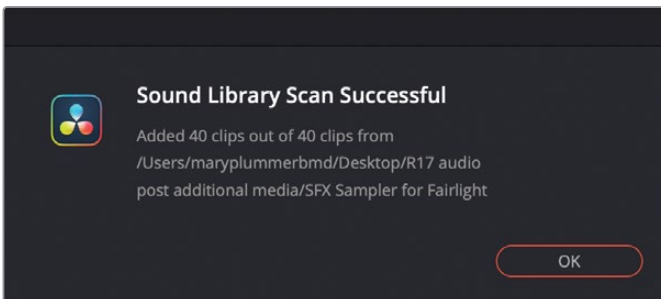 Sound Library Scan Successful
Added 40 clips out of 40 clips from
/Users/maryplummerbmd/Desktop/R17 audio
post additional media/SFX Sampler for Fairlight
OK